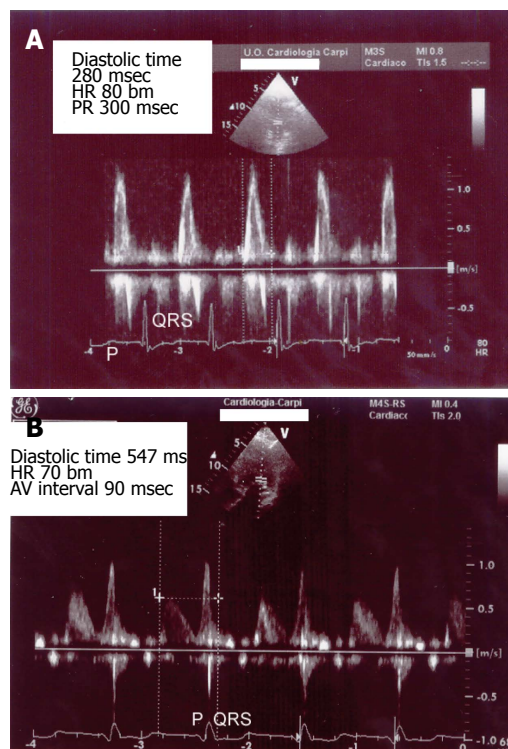 A
U.O. Cardiologia Carpi
M3S
MI 0.8
Cardiaco
TIs 1.5
Diastolic time
280 msec
HR 80 bm
PR 300 msec
V
5
10
15
1.0
0.5
[m/s]
-0.5
QRS
P
-4
-3
-2
-1
0
50 mm/s
80
HR
B
Cardiologia-Carpi
M4S-RS
MI 0.4
Cardiaco
TIs 2.0
Diastolic time 547 ms
HR 70 bm
AV interval 90 msec
V
5
10
15
1
1.0
0.5
[m/s]
-0.5
-1.0
P QRS
-4
-3
-2
-1